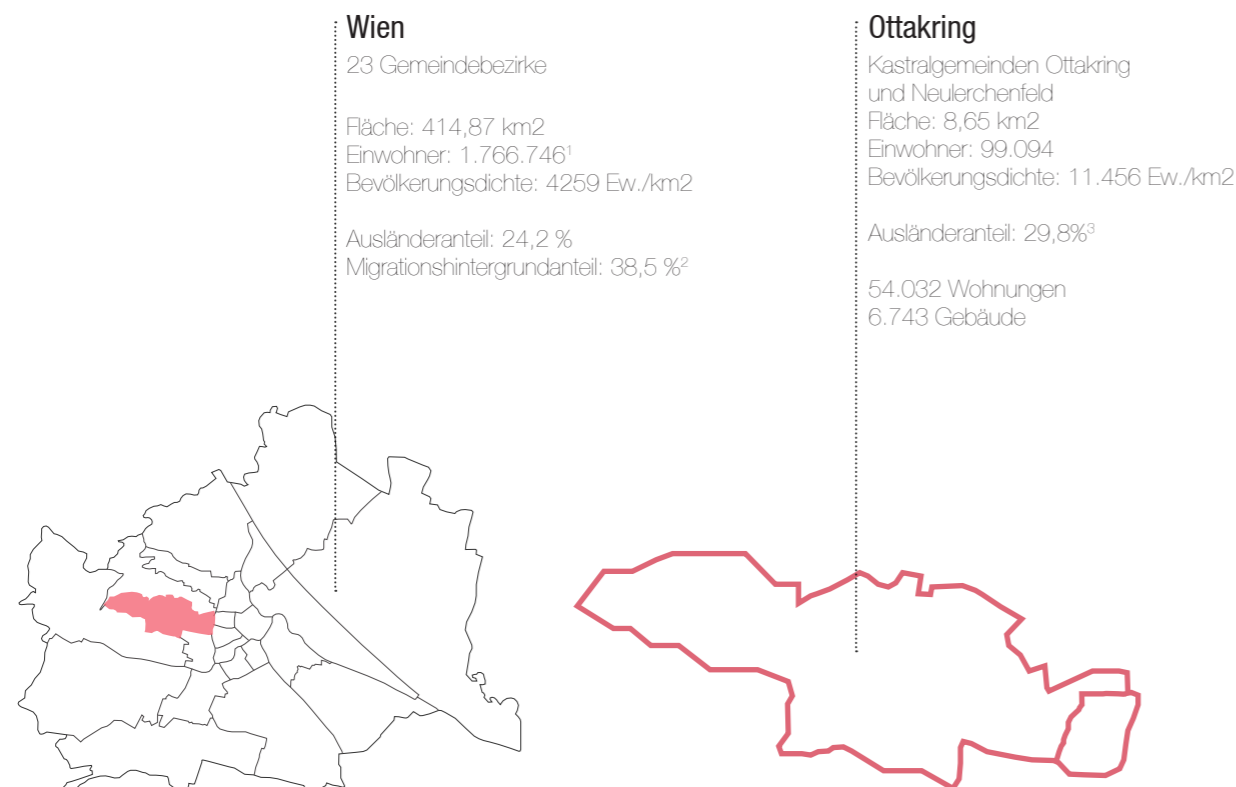 Wien
23 Gemeindebezirke
Fläche: 414,87 km2
Einwohner: 1.766.746¹
Bevölkerungsdichte: 4259 Ew./km2
Ausländeranteil: 24,2 %
Migrationshintergrundanteil: 38,5 %²
Ottakring
Kastralgemeinden Ottakring
und Neulerchenfeld
Fläche: 8,65 km2
Einwohner: 99.094
Bevölkerungsdichte: 11.456 Ew./km2
Ausländeranteil: 29,8%³
54.032 Wohnungen
6.743 Gebäude